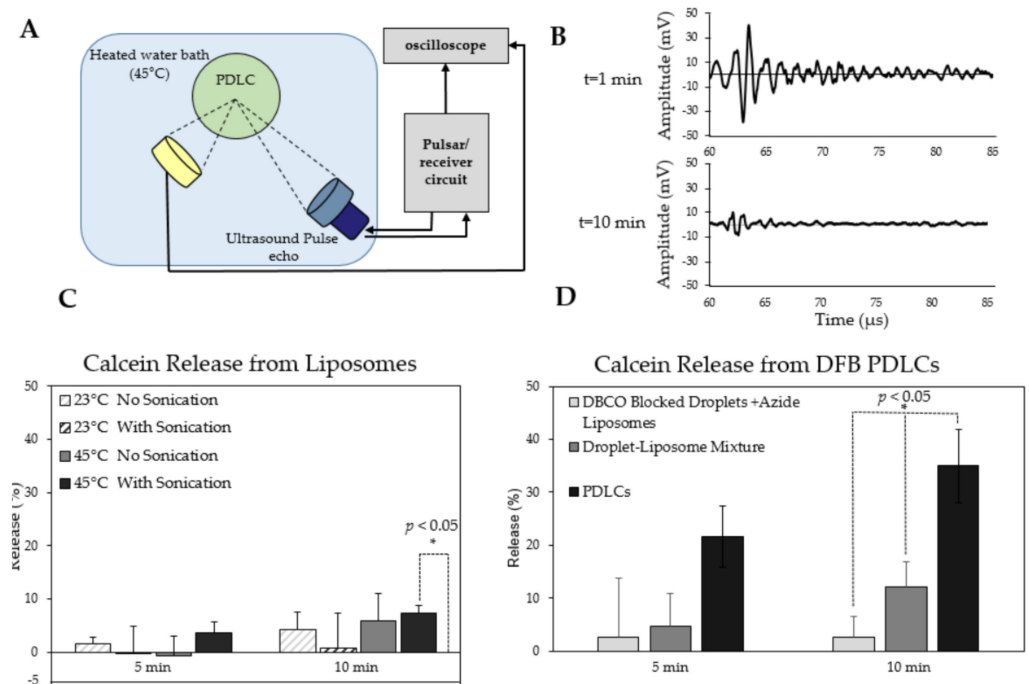 A
Heated water bath
(45°C)
PDLC
Ultrasound Pulse
echo
oscilloscope
Pulsar/
receiver
circuit
B
t=1 min
Amplitude (mV)
50
30
10
-10
-30
-50
60 65 70 75 80 85
t=10 min
Amplitude (mV)
50
30
10
-10
-30
-50
60 65 70 75 80 85
Time (µs)
C
Calcein Release from Liposomes
Release (%)
50
40
30
20
10
0
-5
23°C No Sonication
23°C With Sonication
45°C No Sonication
45°C With Sonication
p < 0.05
*
5 min
10 min
D
Calcein Release from DFB PDLCs
Release (%)
50
40
30
20
10
0
DBCO Blocked Droplets +Azide
Liposomes
Droplet-Liposome Mixture
PDLCs
p < 0.05
*
5 min
10 min